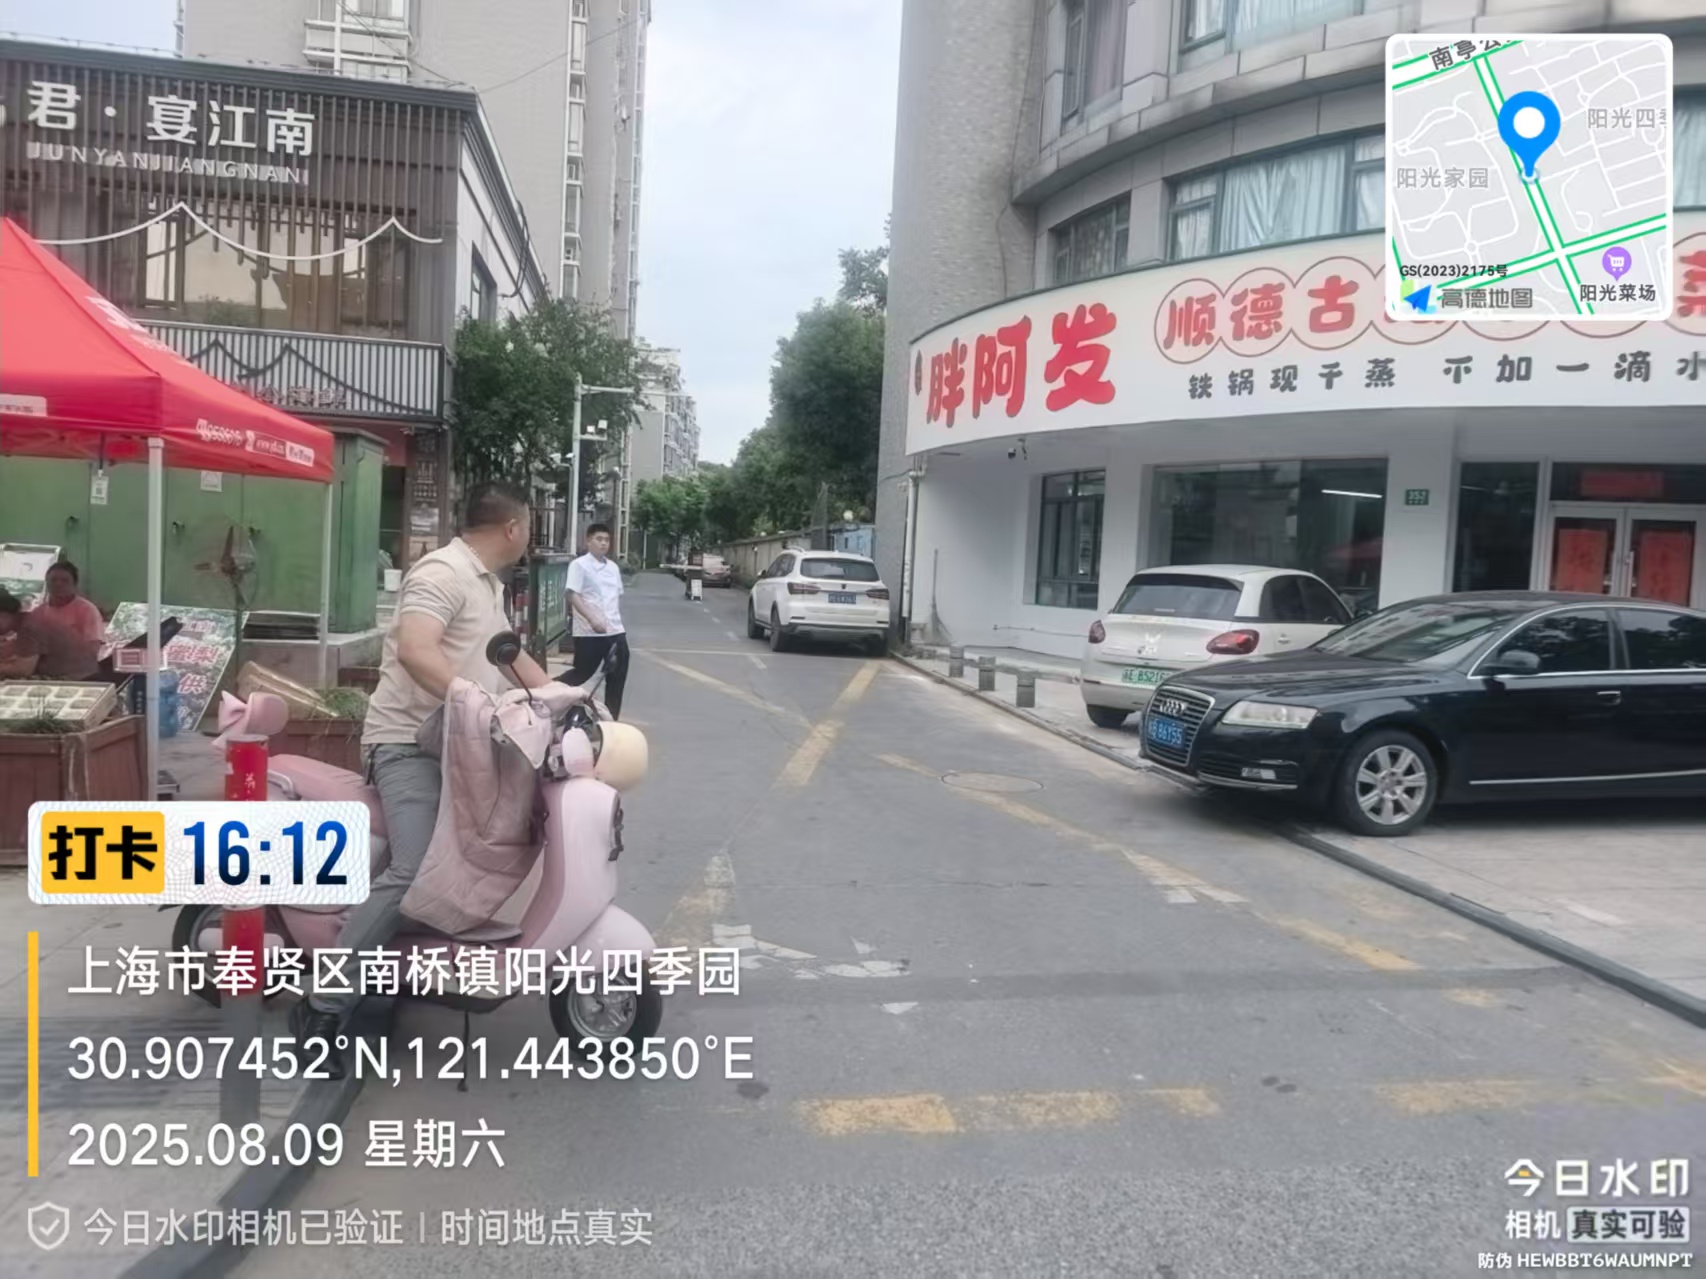 君·宴江南
JUNYANJIANGNAN
南亭公
阳光四季
阳光家园
GS(2023)2175号
高德地图
阳光菜场
胖阿发
顺德古
铁锅现干蒸 不加一滴水
352
蜜梨
供
86Y55
打卡 16:12
上海市奉贤区南桥镇阳光四季园
30.907452°N,121.443850°E
2025.08.09 星期六
今日水印相机已验证 | 时间地点真实
今日水印
相机 真实可验
防伪 HEWBBT6WAUMNPT